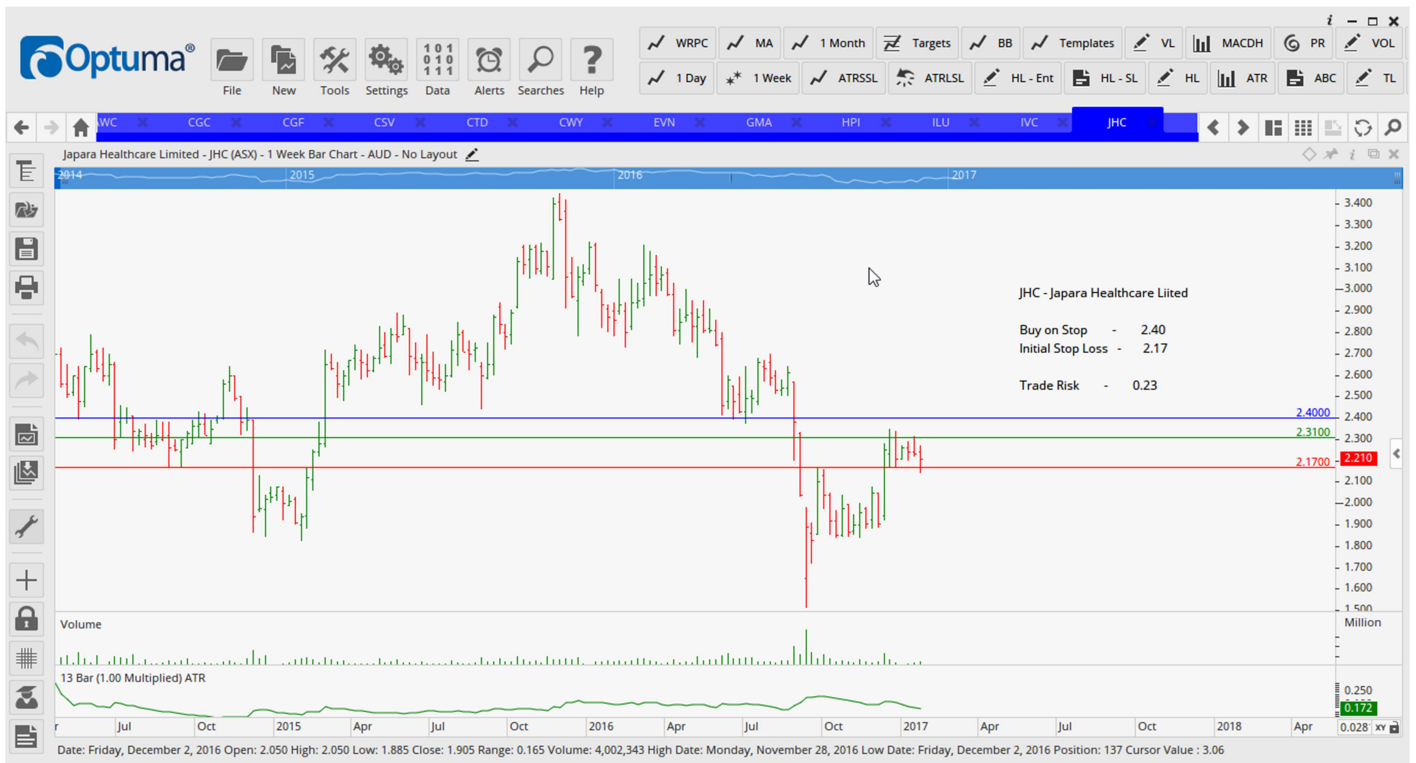 i
Optuma®
File New Tools Settings Data Alerts Searches Help
101
010
111
WRPC MA 1 Month Targets BB Templates VL MACDH PR VOL
1 Day 1 Week ATRSSL ATRLSL HL - Ent HL - SL HL ATR ABC TL
WC CGC CGF CSV CTD CWY EVN GMA HPI ILU IVC JHC
Japara Healthcare Limited - JHC (ASX) - 1 Week Bar Chart - AUD - No Layout
2014 2015 2016 2017
3.400
3.300
3.200
3.100
3.000
2.900
2.800
2.700
2.600
2.500
2.400
2.300
2.100
2.000
1.900
1.800
1.700
1.600
1.500
JHC - Japara Healthcare Liited
Buy on Stop - 2.40
Initial Stop Loss - 2.17
Trade Risk - 0.23
2.4000
2.3100
2.1700 2.210
Volume Million
13 Bar (1.00 Multiplied) ATR
0.250
0.172
r Jul Oct 2015 Apr Jul Oct 2016 Apr Jul Oct 2017 Apr Jul Oct 2018 Apr 0.028 XY
Date: Friday, December 2, 2016 Open: 2.050 High: 2.050 Low: 1.885 Close: 1.905 Range: 0.165 Volume: 4,002,343 High Date: Monday, November 28, 2016 Low Date: Friday, December 2, 2016 Position: 137 Cursor Value : 3.06